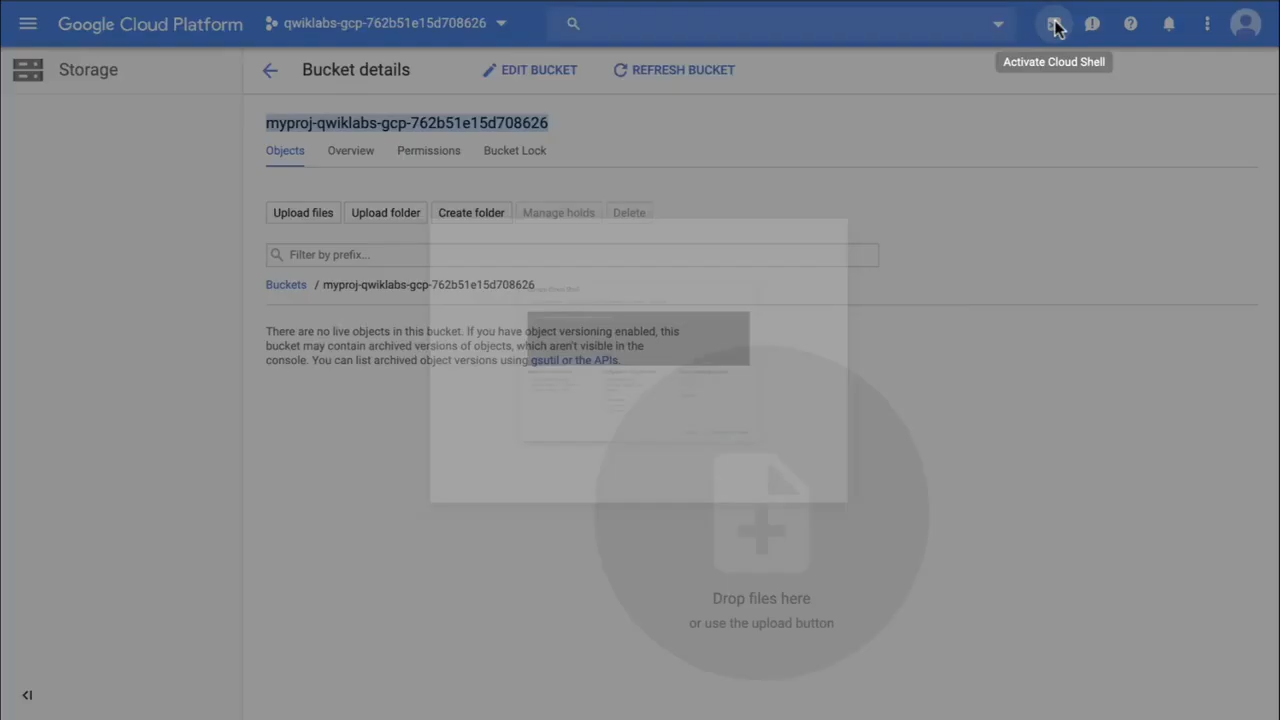 Google Cloud Platform
qwiklabs-gcp-762b51e15d708626
Activate Cloud Shell
Storage
Bucket details
EDIT BUCKET
REFRESH BUCKET
myproj-qwiklabs-gcp-762b51e15d708626
Objects
Overview
Permissions
Bucket Lock
Upload files
Upload folder
Create folder
Manage holds
Delete
Filter by prefix...
Buckets / myproj-qwiklabs-gcp-762b51e15d708626
There are no live objects in this bucket. If you have object versioning enabled, this
bucket may contain archived versions of objects, which aren't visible in the
console. You can list archived object versions using gsutil or the APIs.
Drop files here
or use the upload button